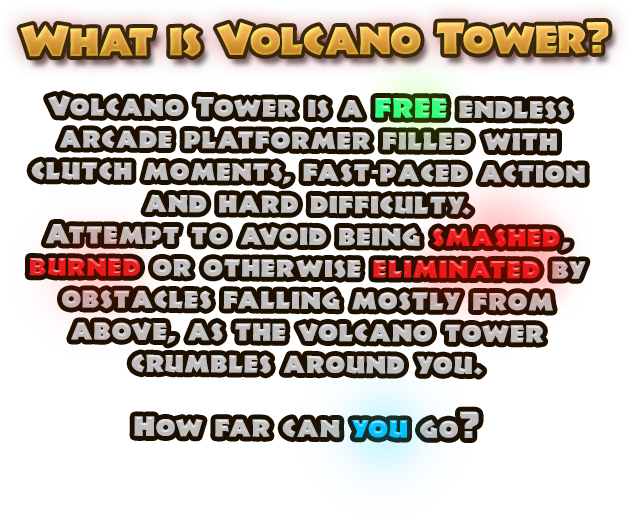 What is Volcano Tower?
Volcano Tower is a free endless
arcade platformer filled with
clutch moments, fast-paced action
and hard difficulty.
Attempt to avoid being smashed,
burned or otherwise eliminated by
obstacles falling mostly from
above, as the volcano tower
crumbles around you.
How far can you go?